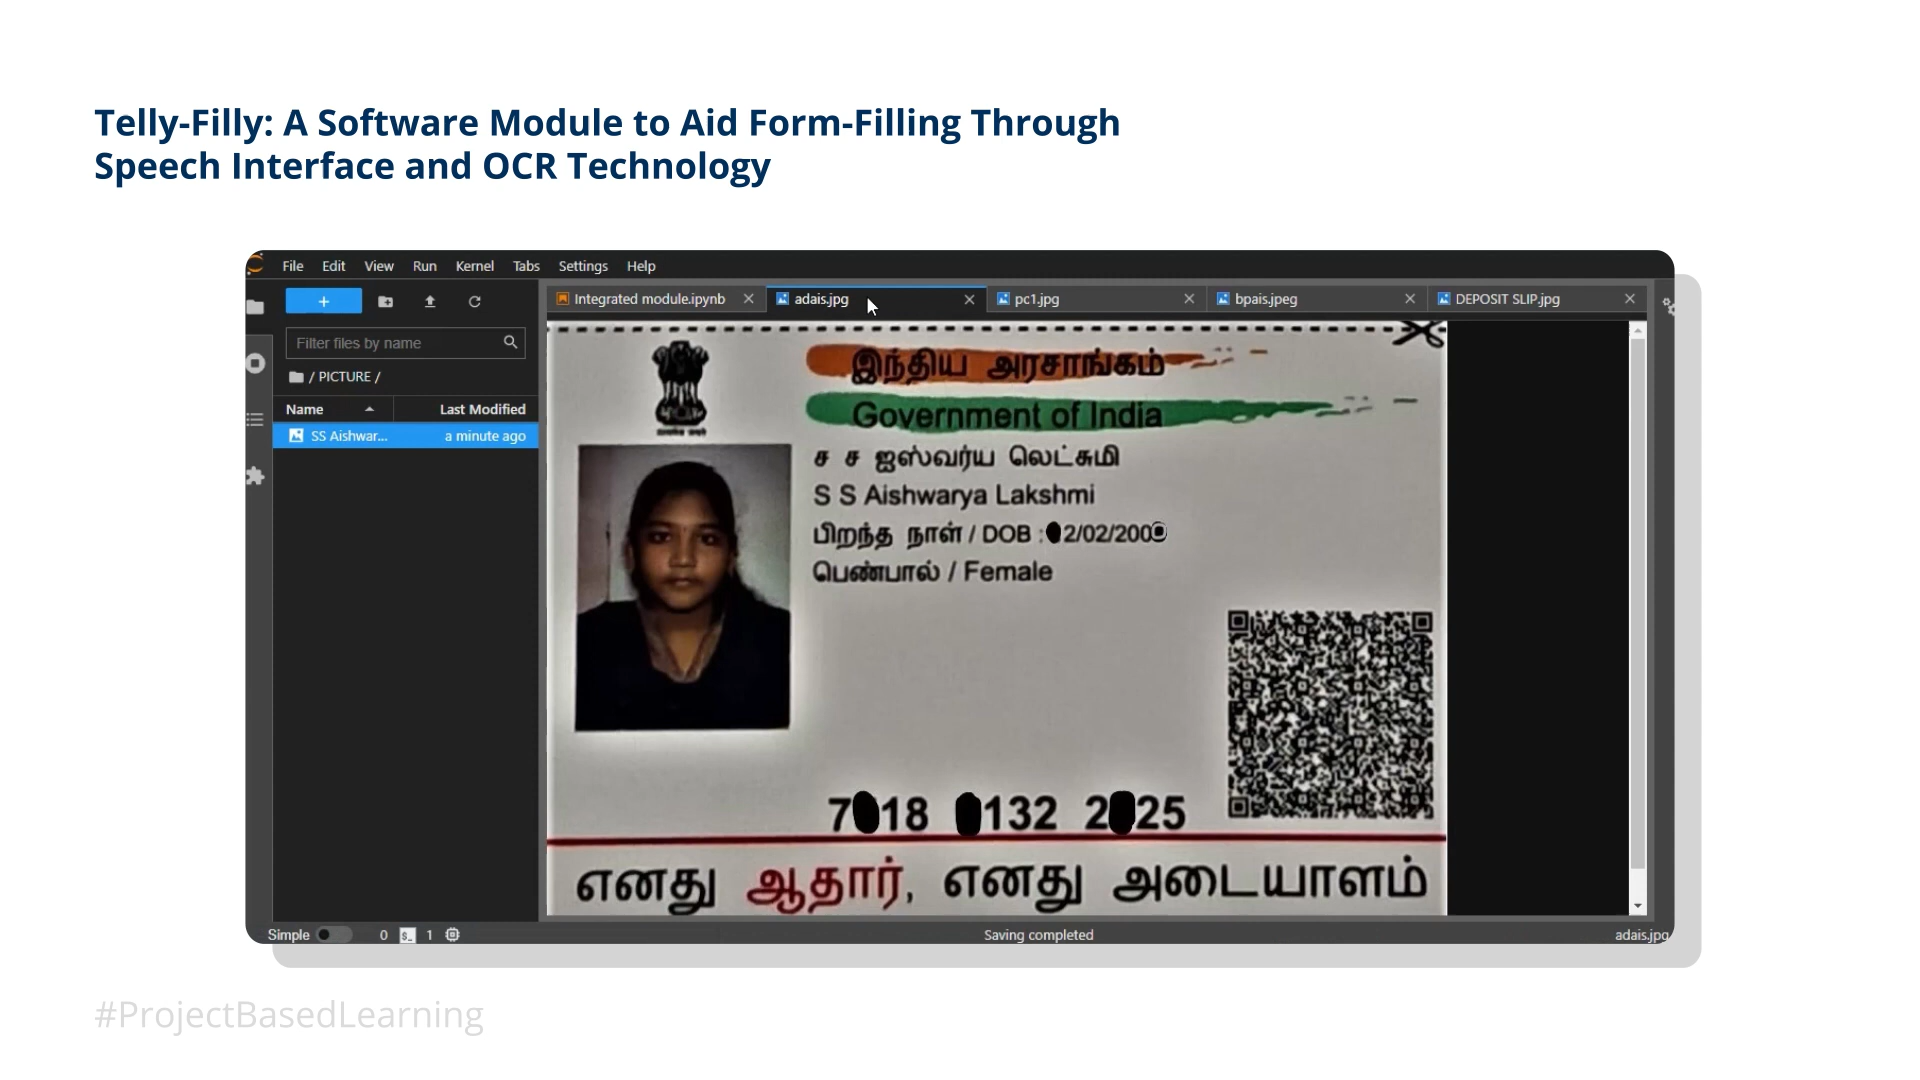 Telly-Filly: A Software Module to Aid Form-Filling Through
Speech Interface and OCR Technology
File Edit View Run Kernel Tabs Settings Help
Integrated module.ipynb adais.jpg pc1.jpg bpais.jpeg DEPOSIT SLIP.jpg
+
Filter files by name
/ PICTURE /
Name Last Modified
SS Aishwar... a minute ago
இந்திய அரசாங்கம்
Government of India
ச ச ஐஸ்வர்ய லெட்சுமி
S S Aishwarya Lakshmi
பிறந்த நாள் / DOB :
பெண்பால் / Female
எனது ஆதார், எனது அடையாளம்
Simple 0 1 Saving completed adais.jpg
#ProjectBasedLearning